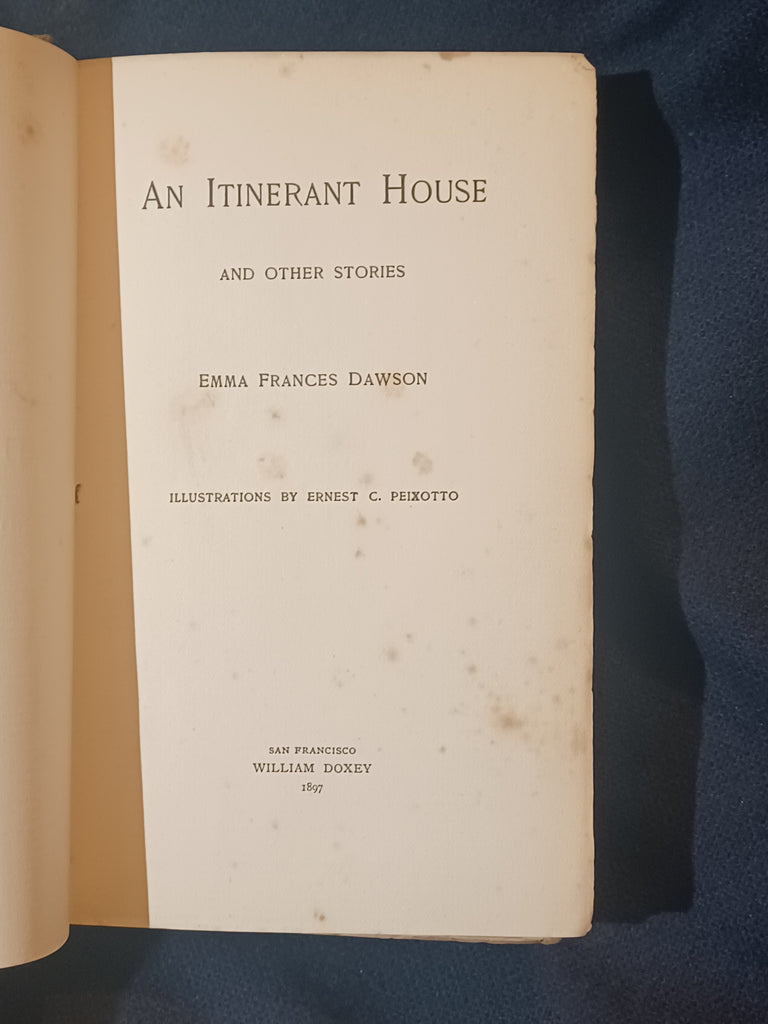 An Itinerant House
AND OTHER STORIES
Emma Frances Dawson
ILLUSTRATIONS BY ERNEST C. PEIXOTTO
SAN FRANCISCO
WILLIAM DOXEY
1897